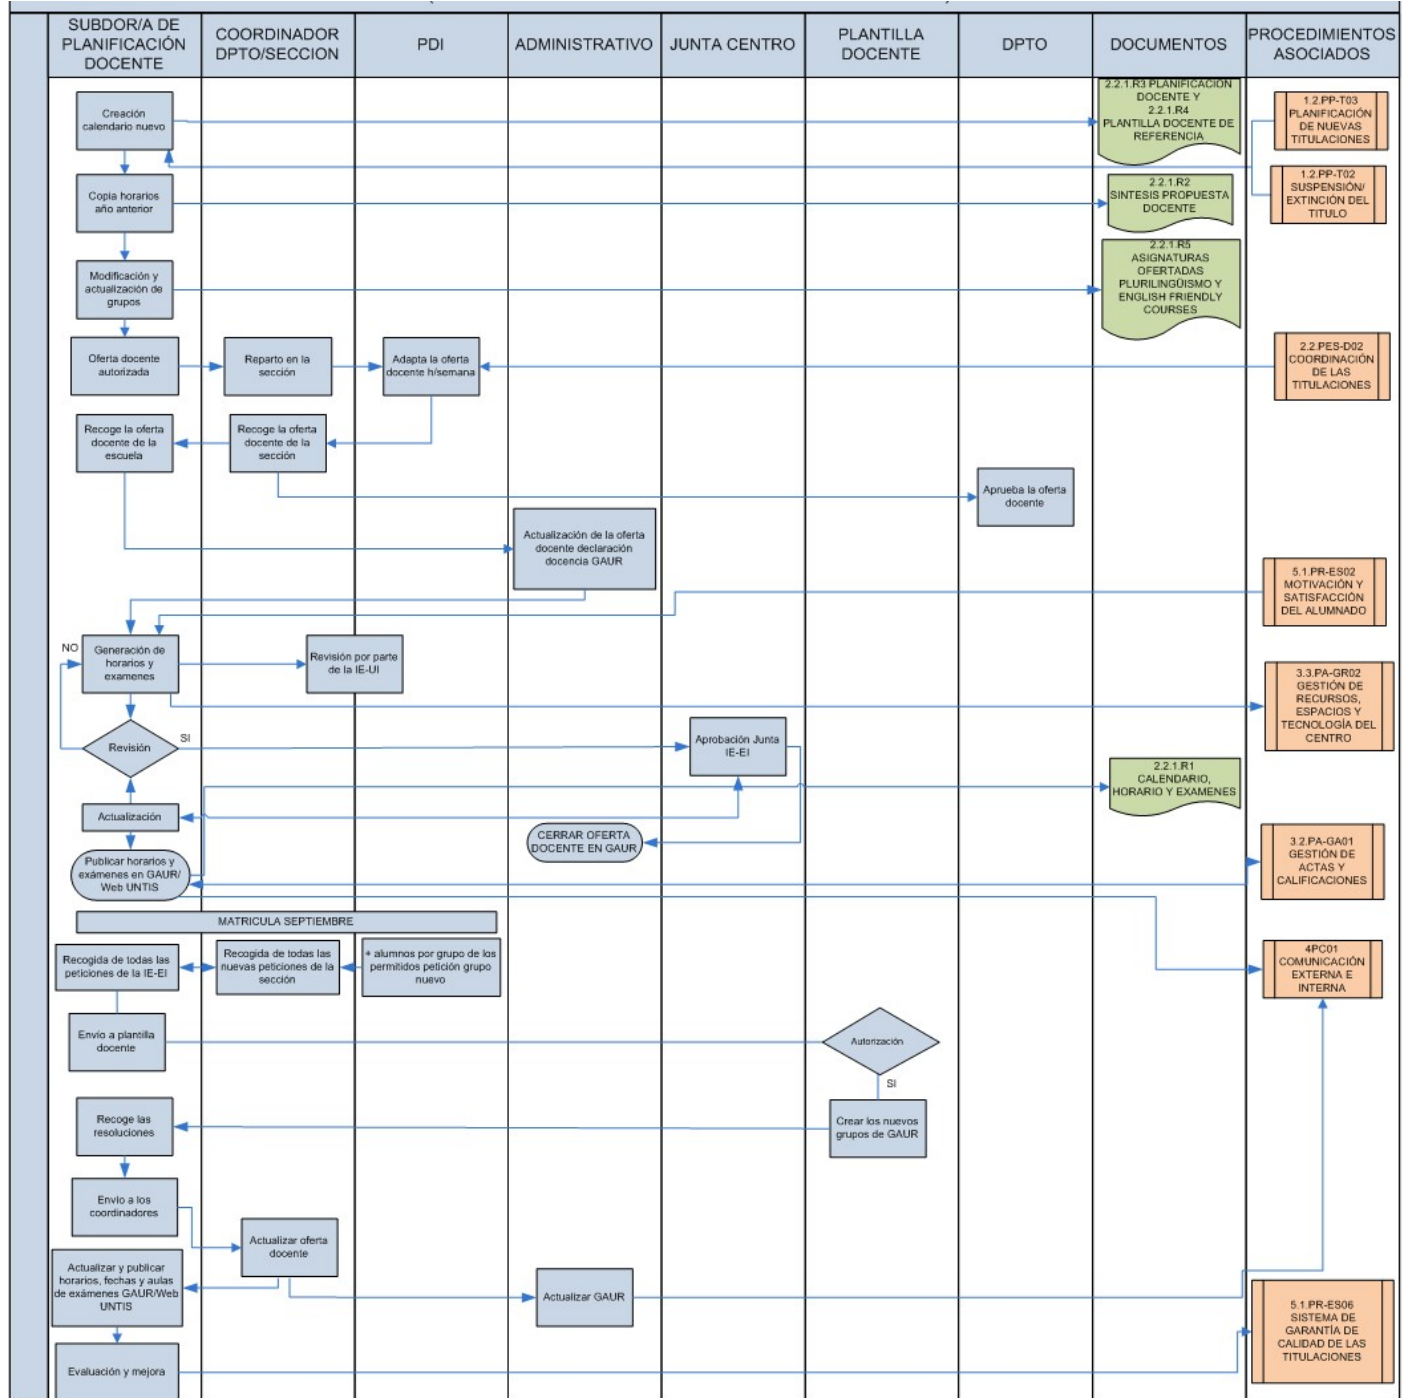 SUBDOR/A DE
PLANIFICACIÓN
DOCENTE
COORDINADOR
DPTO/SECCION
PDI
ADMINISTRATIVO
JUNTA CENTRO
PLANTILLA
DOCENTE
DPTO
DOCUMENTOS
PROCEDIMIENTOS
ASOCIADOS
Creación
calendario nuevo
2.2.1.R3 PLANIFICACION
DOCENTE Y
2.2.1.R4
PLANTILLA DOCENTE DE
REFERENCIA
1.2.PP-T03
PLANIFICACIÓN
DE NUEVAS
TITULACIONES
Copia horarios
año anterior
2.2.1.R2
SINTESIS PROPUESTA
DOCENTE
1.2.PP-T02
SUSPENSIÓN/
EXTINCIÓN DEL
TITULO
Modificación y
actualización de
grupos
2.2.1.R5
ASIGNATURAS
OFERTADAS
PLURILINGÜISMO Y
ENGLISH FRIENDLY
COURSES
Oferta docente
autorizada
Reparto en la
sección
Adapta la oferta
docente h/semana
2.2.PES-D02
COORDINACIÓN
DE LAS
TITULACIONES
Recoge la oferta
docente de la
escuela
Recoge la oferta
docente de la
sección
Aprueba la oferta
docente
Actualización de la oferta
docente declaración
docencia GAUR
5.1.PR-ES02
MOTIVACIÓN Y
SATISFACCIÓN
DEL ALUMNADO
NO
Generación de
horarios y
examenes
Revisión por parte
de la IE-UI
3.3.PA-GR02
GESTIÓN DE
RECURSOS,
ESPACIOS Y
TECNOLOGÍA DEL
CENTRO
Revisión
SI
Aprobación Junta
IE-EI
2.2.1.R1
CALENDARIO,
HORARIO Y EXAMENES
Actualización
CERRAR OFERTA
DOCENTE EN GAUR
Publicar horarios y
exámenes en GAUR/
Web UNTIS
3.2.PA-GA01
GESTIÓN DE
ACTAS Y
CALIFICACIONES
MATRICULA SEPTIEMBRE
Recogida de todas las
peticiones de la IE-EI
Recogida de todas las
nuevas peticiones de la
sección
+ alumnos por grupo de los
permitidos petición grupo
nuevo
4PC01
COMUNICACIÓN
EXTERNA E
INTERNA
Envío a plantilla
docente
Autorización
SI
Recoge las
resoluciones
Crear los nuevos
grupos de GAUR
Envio a los
coordinadores
Actualizar oferta
docente
Actualizar y publicar
horarios, fechas y aulas
de exámenes GAUR/Web
UNTIS
Actualizar GAUR
5.1.PR-ES06
SISTEMA DE
GARANTÍA DE
CALIDAD DE LAS
TITULACIONES
Evaluación y mejora